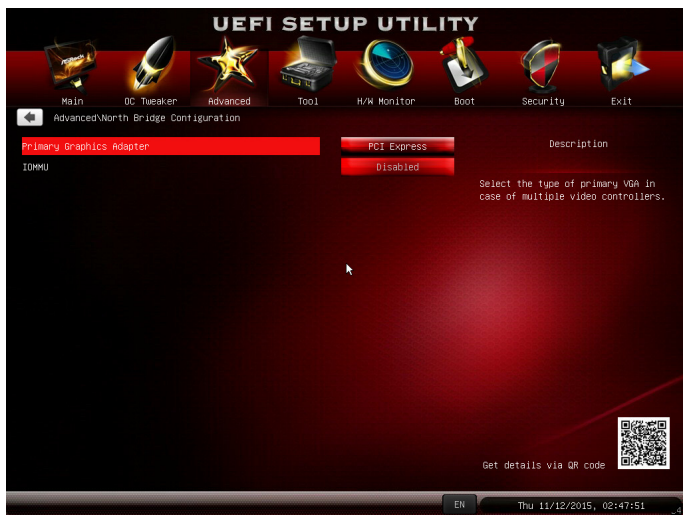 UEFI SETUP UTILITY
Main OC Tweaker Advanced Tool H/W Monitor Boot Security Exit
Advanced\North Bridge Configuration
Primary Graphics Adapter PCI Express
IOMMU Disabled
Description
Select the type of primary VGA in
case of multiple video controllers.
Get details via QR code
EN Thu 11/12/2015, 02:47:51